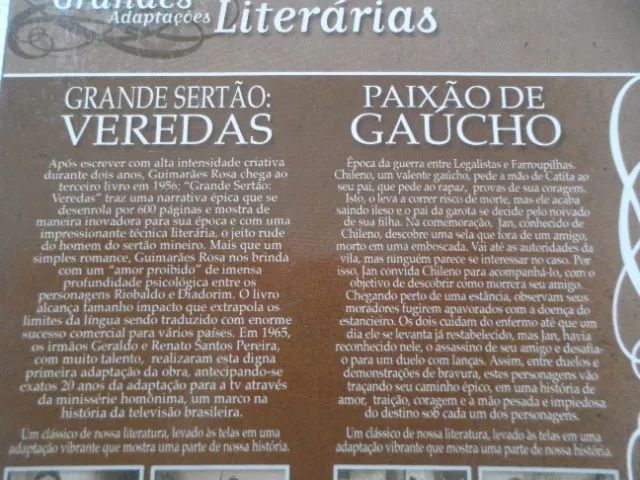 Grandes
Adaptações Literárias
GRANDE SERTÃO:
VEREDAS
Após escrever com alta intensidade criativa
durante dois anos, Guimarães Rosa chega ao
terceiro livro em 1956; “Grande Sertão:
Veredas” traz uma narrativa épica que se
desenrola por 600 páginas e mostra de
maneira inovadora para sua época e com uma
impressionante técnica literária, o jeito rude
do homem do sertão mineiro. Mais que um
simples romance, Guimarães Rosa nos brinda
com um “amor proibido” de imensa
profundidade psicológica entre os
personagens Riobaldo e Diadorim. O livro
alcança tamanho impacto que extrapola os
limites da língua sendo traduzido com enorme
sucesso comercial para vários países. Em 1965,
os irmãos Geraldo e Renato Santos Pereira,
com muito talento, realizaram esta digna
primeira adaptação da obra, antecipando-se
exatos 20 anos da adaptação para a tv através
da minissérie homônima, um marco na
história da televisão brasileira.
Um clássico de nossa literatura, levado às telas em uma
adaptação vibrante que mostra uma parte de nossa história.
PAIXÃO DE
GAÚCHO
Época da guerra entre Legalistas e Farroupilhas.
Chileno, um valente gaúcho, pede a mão de Catita ao
seu pai, que pede ao rapaz, provas de sua coragem.
Isto, o leva a correr risco de morte, mas ele acaba
saindo ileso e o pai da garota se decide pelo noivado
de sua filha. Na comemoração, Jan, conhecido de
Chileno, descobre uma sela que fora de um amigo,
morto em uma emboscada. Vai até as autoridades da
vila, mas ninguém parece se interessar no caso. Por
isso, Jan convida Chileno para acompanhá-lo, com o
objetivo de descobrir como morrera seu amigo.
Chegando perto de uma estância, observam seus
moradores fugirem apavorados com a doença do
estancieiro. Os dois cuidam do enfermo até que um
dia ele se levanta já restabelecido, mas Jan, havia
reconhecido nele, o assassino de seu amigo e desafia-
o para um duelo com lanças. Assim, entre duelos e
demonstrações de bravura, estes personagens vão
traçando seu caminho épico, em uma história de
amor, traição, coragem e a mão pesada e impiedosa
do destino sob cada um dos personagens.
Um clássico de nossa literatura, levado às telas em uma
adaptação vibrante que mostra uma parte de nossa história.